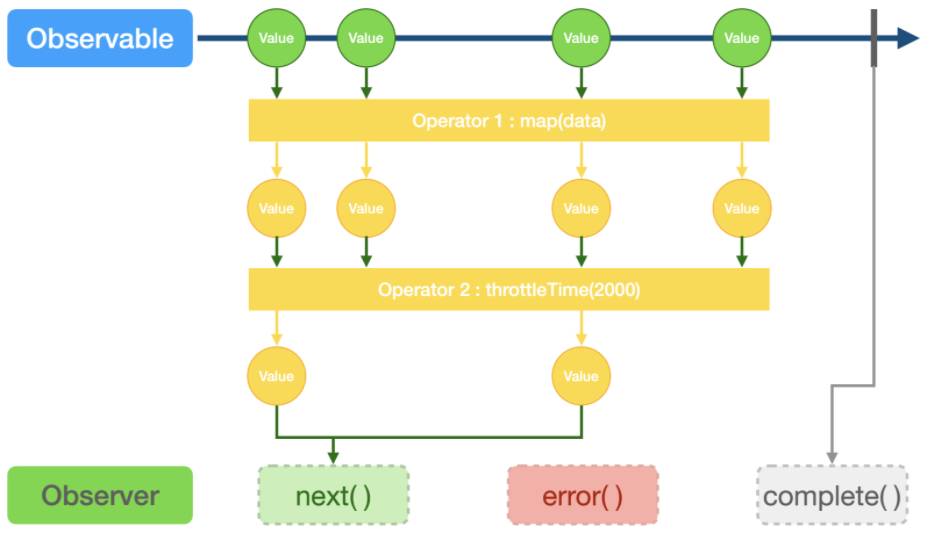 Observable
Value Value Value Value
Operator 1 : map(data)
Value Value Value Value
Operator 2 : throttleTime(2000)
Value Value
Observer
next( )
error( )
complete( )